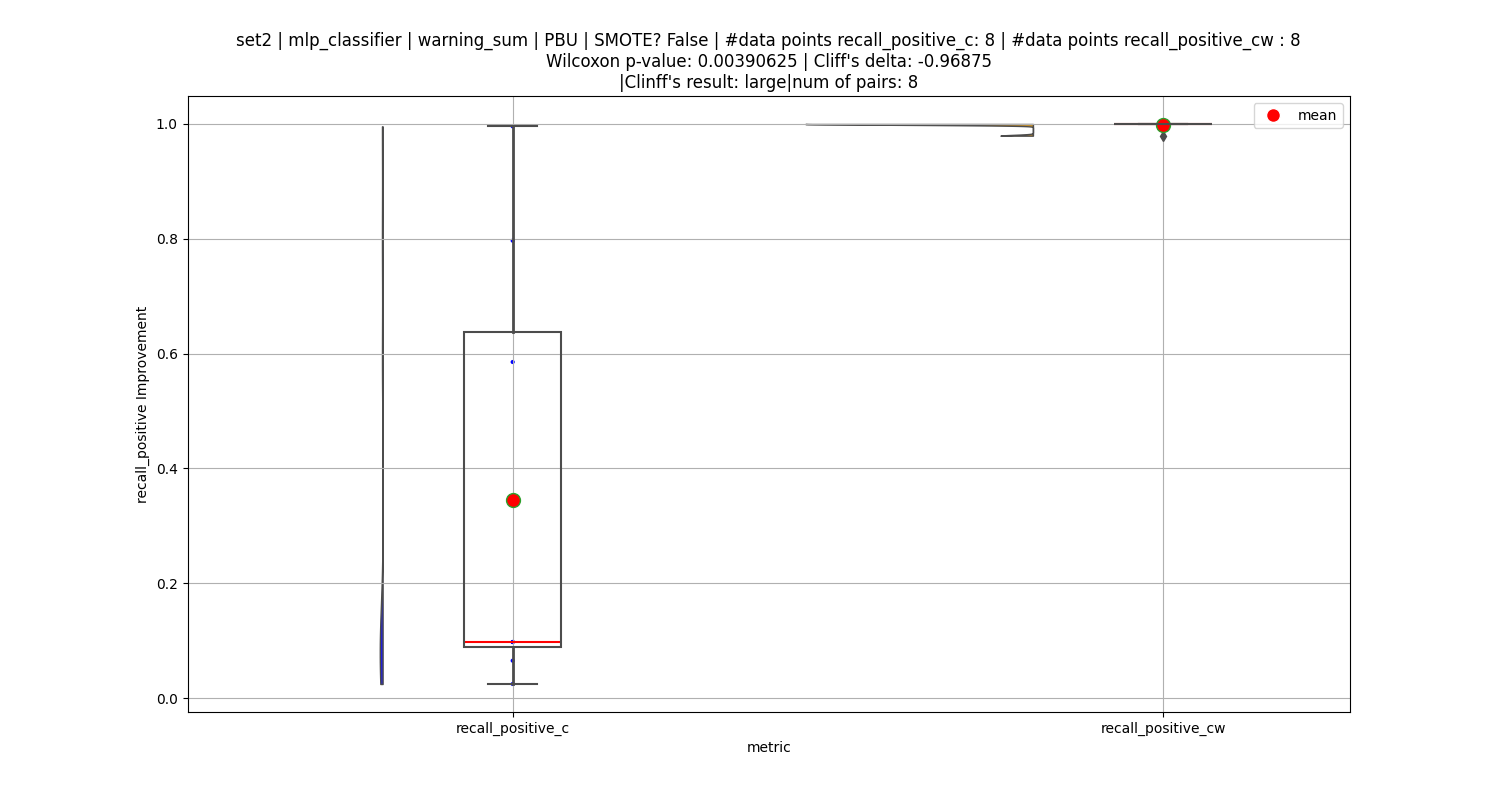 set2 | mlp_classifier | warning_sum | PBU | SMOTE? False | #data points recall_positive_c: 8 | #data points recall_positive_cw : 8
Wilcoxon p-value: 0.00390625 | Cliff's delta: -0.96875
|Clinff's result: large|num of pairs: 8
mean
1.0
0.8
0.6
0.4
0.2
0.0
recall_positive Improvement
recall_positive_c
recall_positive_cw
metric